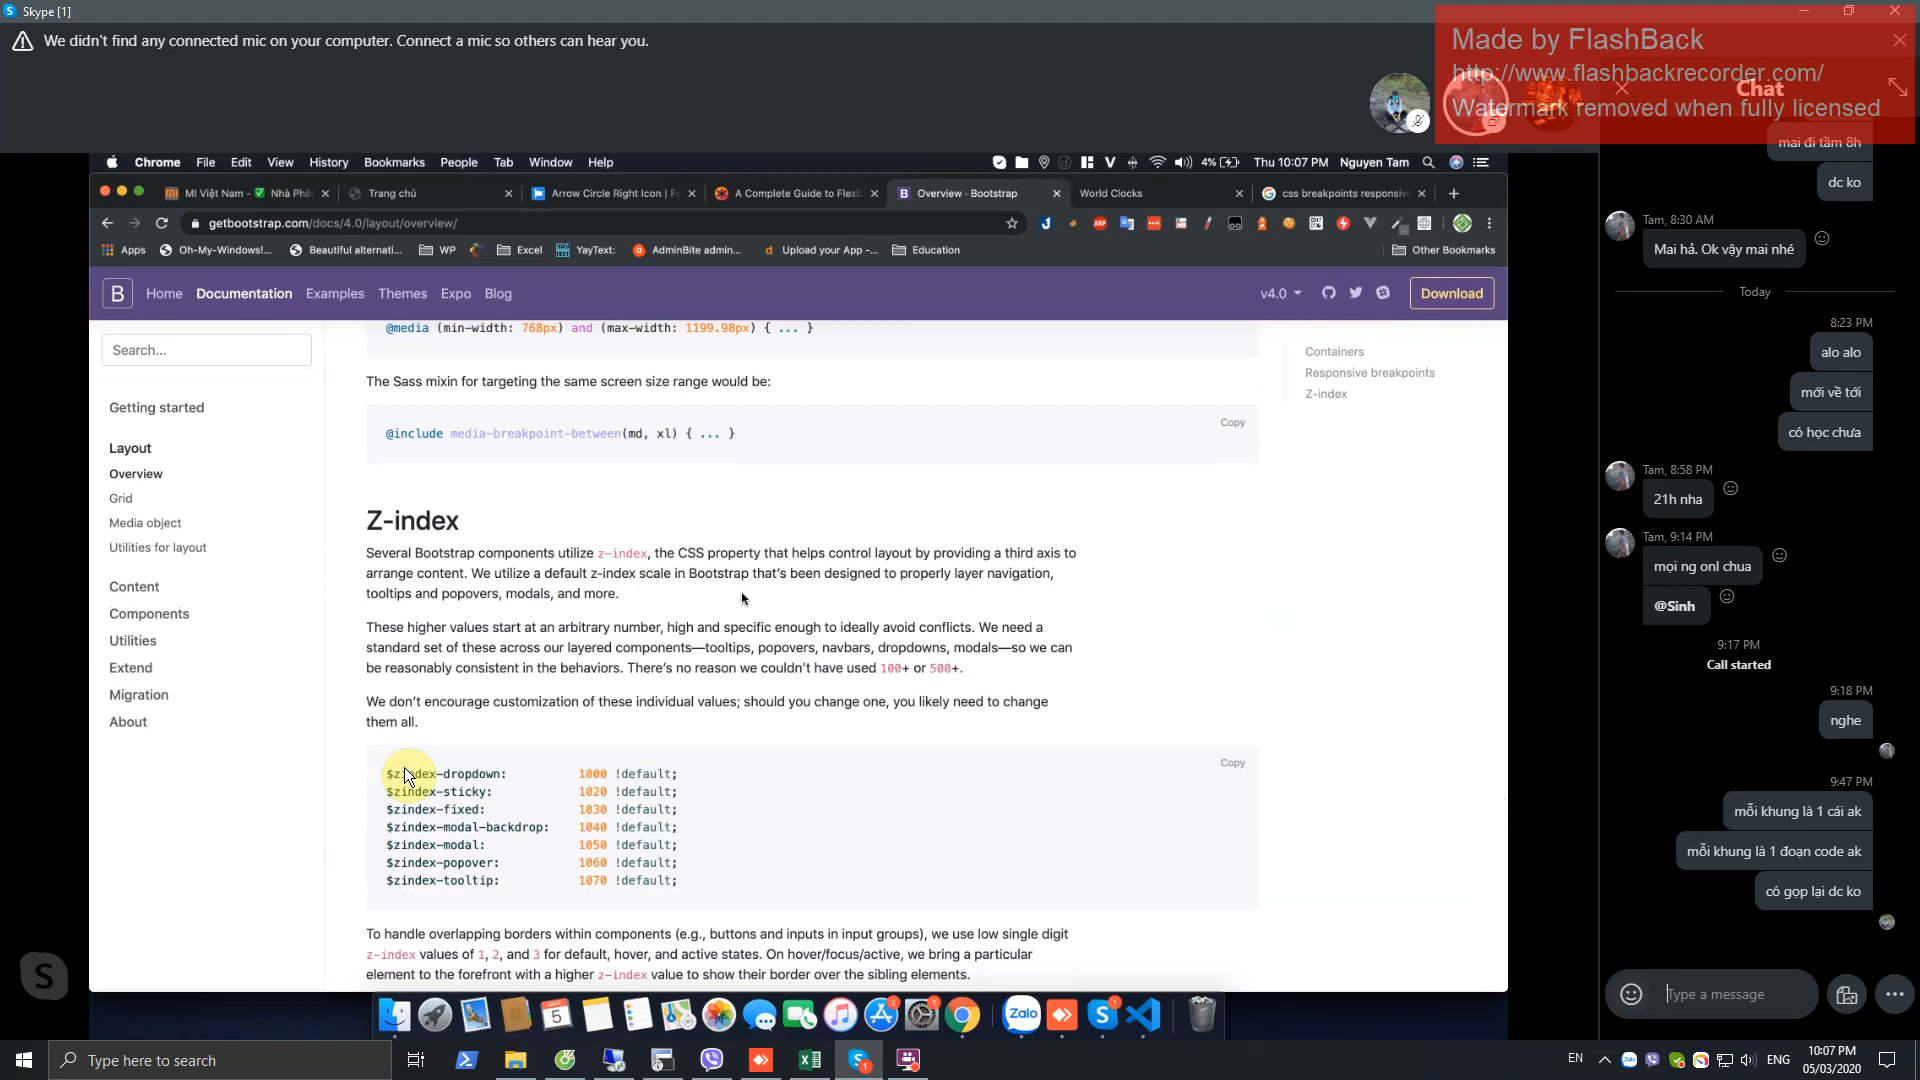 Skype [1]
We didn't find any connected mic on your computer. Connect a mic so others can hear you.
Made by FlashBack
http://www.flashbackrecorder.com/
Watermark removed when fully licensed
Chat
Chrome File Edit View History Bookmarks People Tab Window Help
4% Thu 10:07 PM Nguyen Tam
MI Việt Nam - ✅ Nhà Phâ
Trang chủ
Arrow Circle Right Icon | Fo
A Complete Guide to Flexb
Overview · Bootstrap
World Clocks
css breakpoints responsive
getbootstrap.com/docs/4.0/layout/overview/
Apps
Oh-My-Windows!...
Beautiful alternati...
WP
Excel
YayText:
AdminBite admin...
Upload your App -...
Education
Other Bookmarks
B Home Documentation Examples Themes Expo Blog
v4.0
Download
Search...
Getting started
Layout
Overview
Grid
Media object
Utilities for layout
Content
Components
Utilities
Extend
Migration
About
@media (min-width: 768px) and (max-width: 1199.98px) { ... }
The Sass mixin for targeting the same screen size range would be:
Copy
@include media-breakpoint-between(md, xl) { ... }
Z-index
Several Bootstrap components utilize z-index, the CSS property that helps control layout by providing a third axis to
arrange content. We utilize a default z-index scale in Bootstrap that's been designed to properly layer navigation,
tooltips and popovers, modals, and more.
These higher values start at an arbitrary number, high and specific enough to ideally avoid conflicts. We need a
standard set of these across our layered components—tooltips, popovers, navbars, dropdowns, modals—so we can
be reasonably consistent in the behaviors. There's no reason we couldn't have used 100+ or 500+.
We don't encourage customization of these individual values; should you change one, you likely need to change
them all.
Copy
$zindex-dropdown: 1000 !default;
$zindex-sticky: 1020 !default;
$zindex-fixed: 1030 !default;
$zindex-modal-backdrop: 1040 !default;
$zindex-modal: 1050 !default;
$zindex-popover: 1060 !default;
$zindex-tooltip: 1070 !default;
To handle overlapping borders within components (e.g., buttons and inputs in input groups), we use low single digit
z-index values of 1, 2, and 3 for default, hover, and active states. On hover/focus/active, we bring a particular
element to the forefront with a higher z-index value to show their border over the sibling elements.
Containers
Responsive breakpoints
Z-index
mai đi tầm 8h
dc ko
Tam, 8:30 AM
Mai hả. Ok vậy mai nhé
Today
8:23 PM
alo alo
mới về tới
có học chưa
Tam, 8:58 PM
21h nha
Tam, 9:14 PM
mọi ng onl chua
@Sinh
9:17 PM
Call started
9:18 PM
nghe
9:47 PM
mỗi khung là 1 cái ak
mỗi khung là 1 đoạn code ak
có gọp lại dc ko
Type a message
MAR
5
Zalo
Type here to search
EN
ENG
10:07 PM
05/03/2020